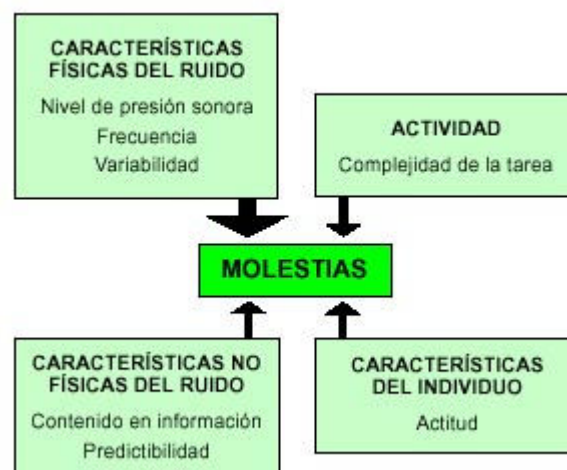 CARACTERÍSTICAS
FÍSICAS DEL RUIDO
Nivel de presión sonora
Frecuencia
Variabilidad
ACTIVIDAD
Complejidad de la tarea
MOLESTIAS
CARACTERÍSTICAS NO
FÍSICAS DEL RUIDO
Contenido en información
Predictibilidad
CARACTERÍSTICAS
DEL INDIVIDUO
Actitud